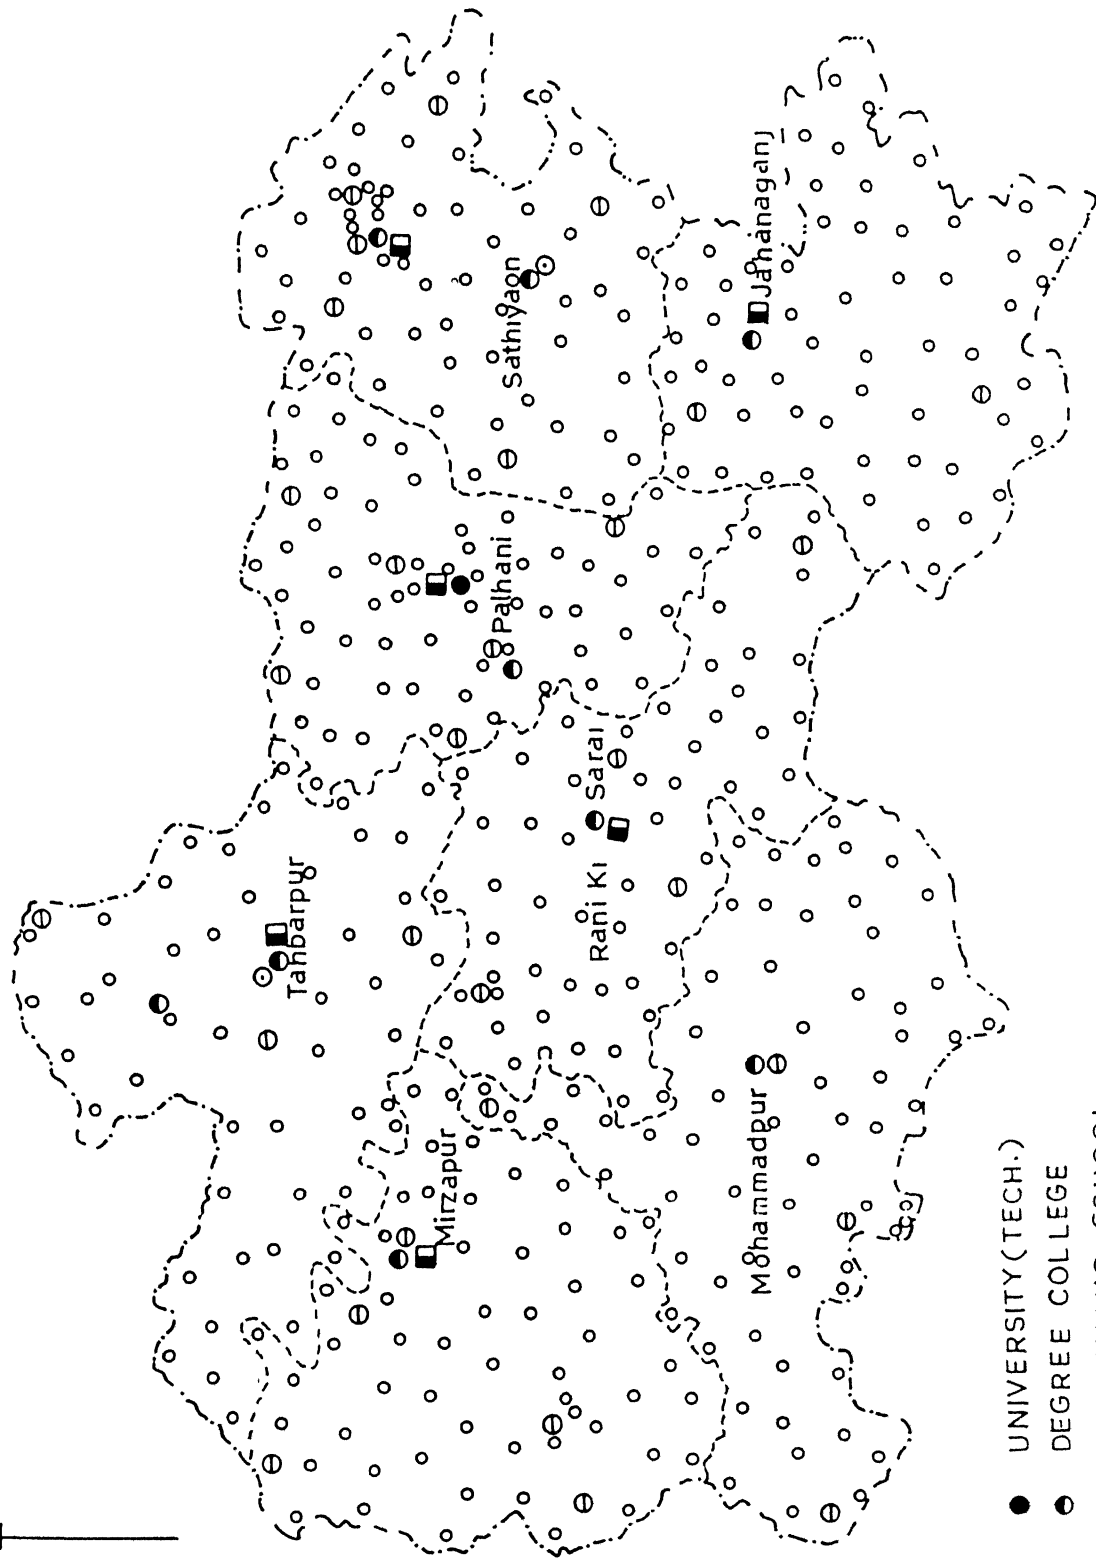 Sathiyaon
Jahanaganj
Palhani
Tahbarpur
Rani Ki Sarai
Mirzapur
Mohammadpur
UNIVERSITY (TECH.)
DEGREE COLLEGE